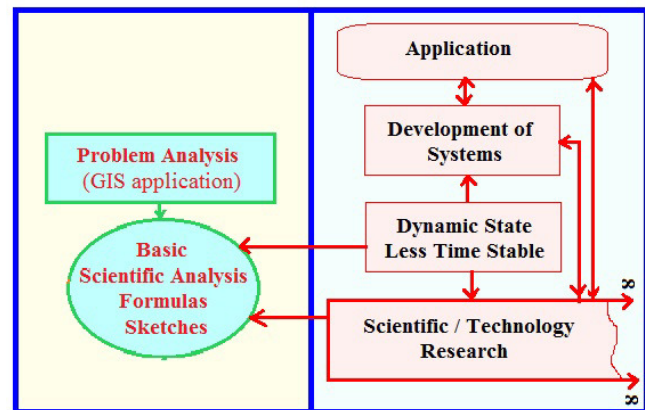 Problem Analysis
(GIS application)
Basic
Scientific Analysis
Formulas
Sketches
Application
Development of
Systems
Dynamic State
Less Time Stable
Scientific / Technology
Research
∞
∞